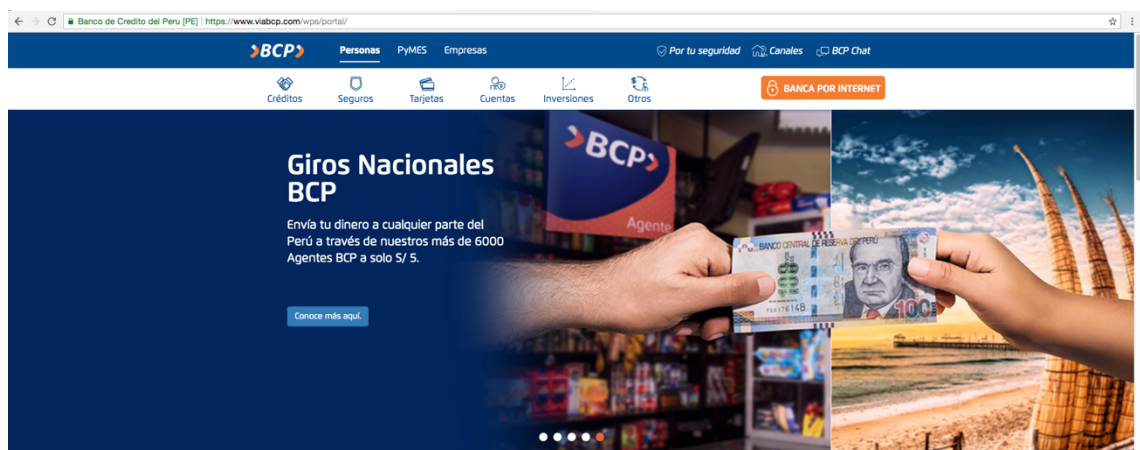 Banco de Credito del Peru [PE] | https://www.viabcp.com/wps/portal/
BCP Personas PyMES Empresas Por tu seguridad Canales BCP Chat
Créditos Seguros Tarjetas Cuentas Inversiones Otros BANCA POR INTERNET
Giros Nacionales
BCP
Envía tu dinero a cualquier parte del
Perú a través de nuestros más de 6000
Agentes BCP a solo S/ 5.
Conoce más aquí.
BCP
Agente
BANCO CENTRAL DE RESERVA DEL PERÚ
100